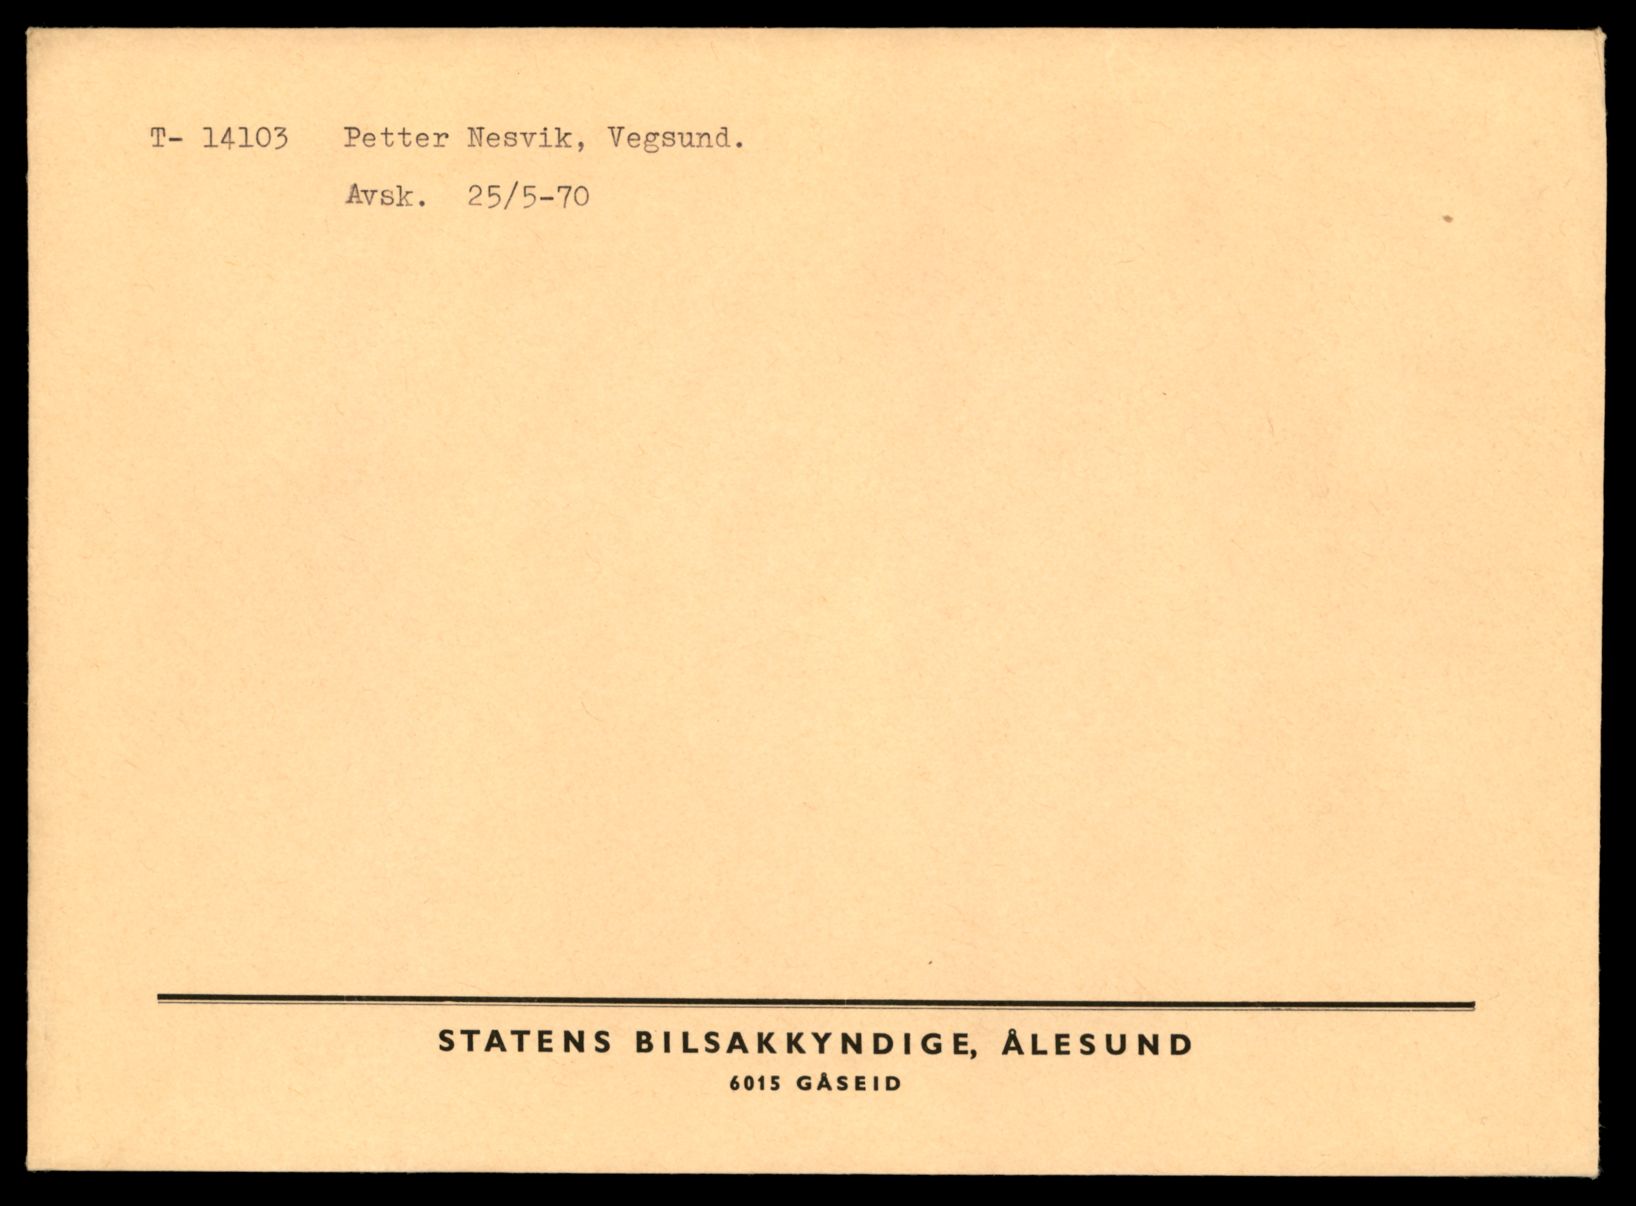 T- 14103 Petter Nesvik, Vegsund.
Avsk. 25/5-70
STATENS BILSAKKYNDIGE, ÅLESUND
6015 GÅSEID